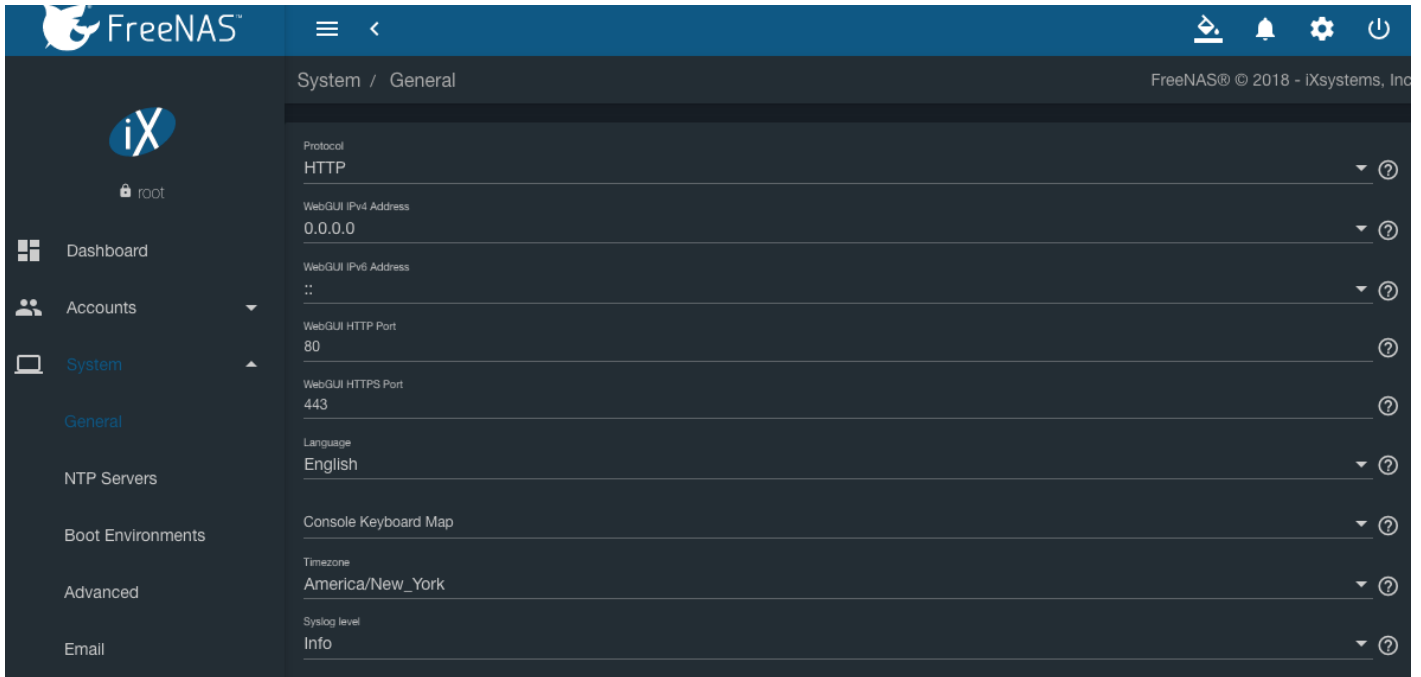 FreeNAS™
System / General
FreeNAS® © 2018 - iXsystems, Inc
iX
root
Dashboard
Accounts
System
General
NTP Servers
Boot Environments
Advanced
Email
Protocol
HTTP
WebGUI IPv4 Address
0.0.0.0
WebGUI IPv6 Address
::
WebGUI HTTP Port
80
WebGUI HTTPS Port
443
Language
English
Console Keyboard Map
Timezone
America/New_York
Syslog level
Info